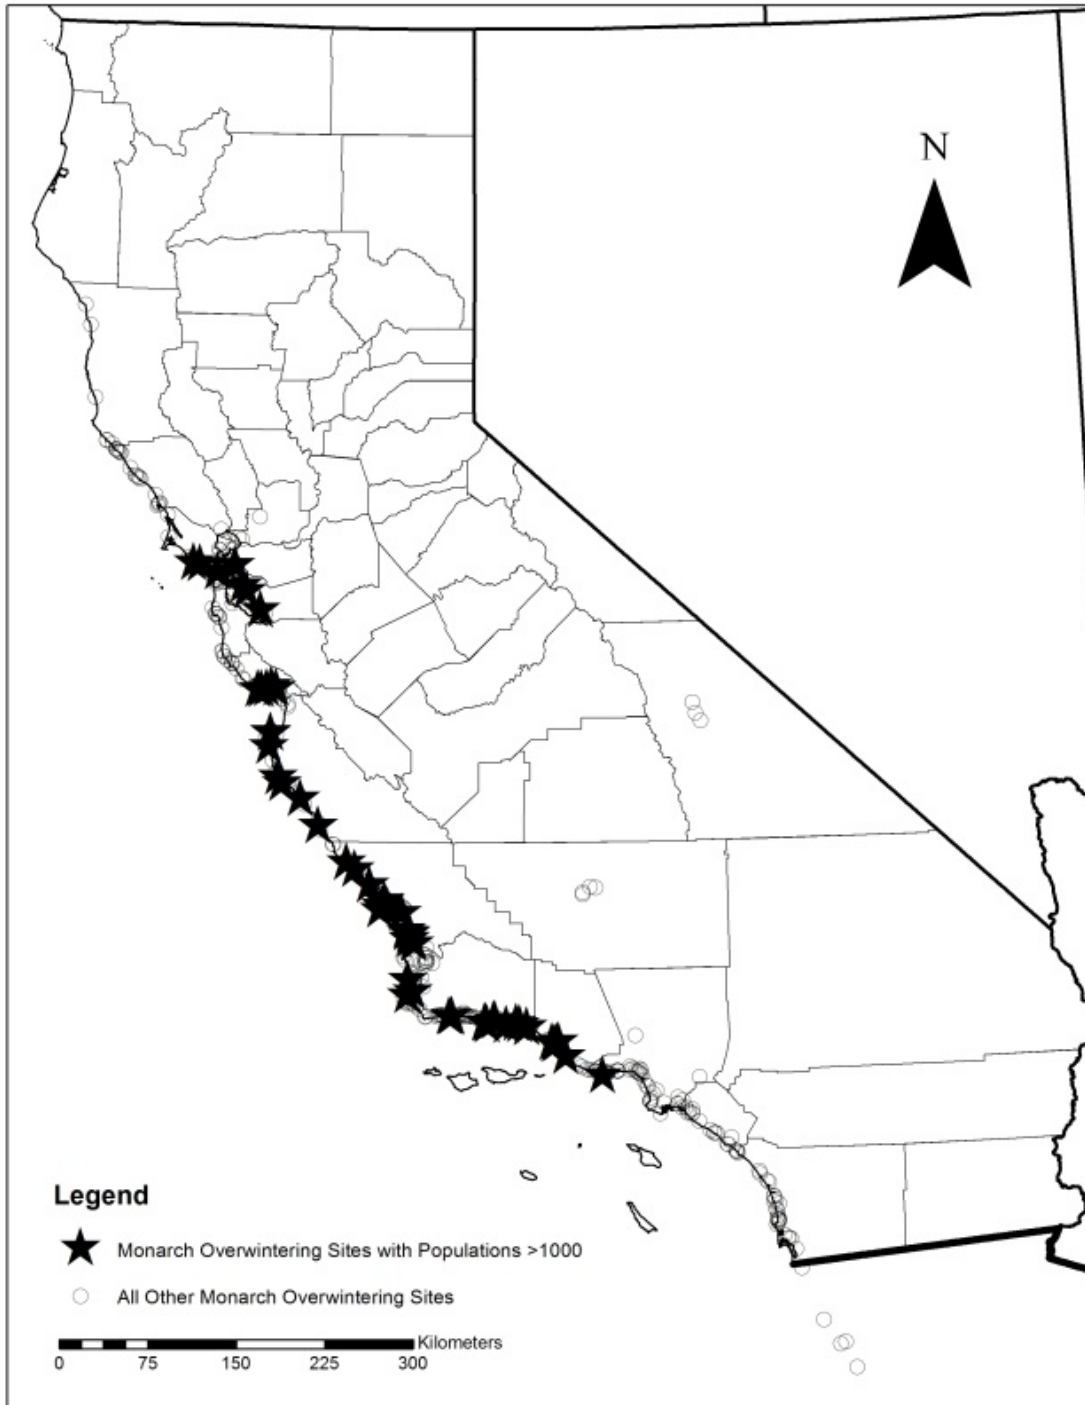 N
Legend
Monarch Overwintering Sites with Populations >1000
All Other Monarch Overwintering Sites
Kilometers
0 75 150 225 300